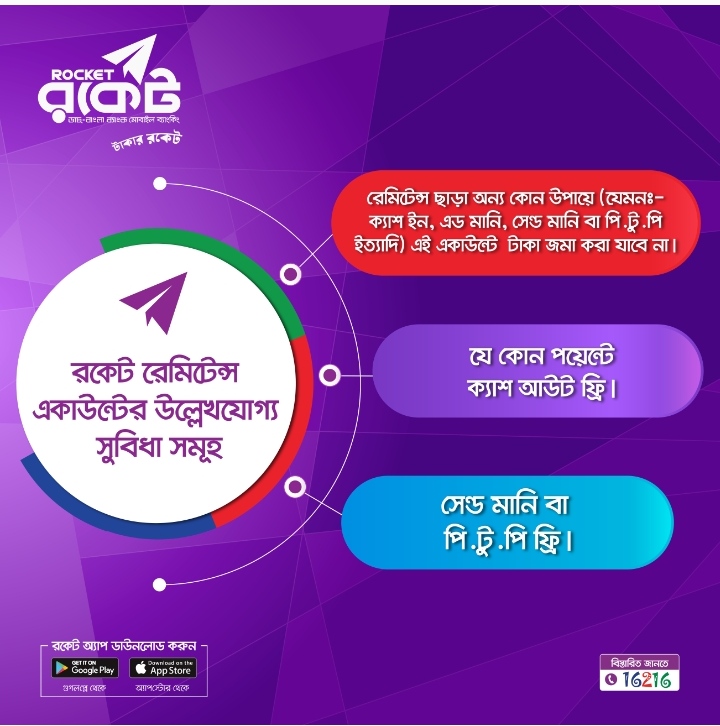 ROCKET
রকেট
ডাচ্-বাংলা ব্যাংক মোবাইল ব্যাংকিং
টাকার রকেট
রেমিটেন্স ছাড়া অন্য কোন উপায়ে (যেমনঃ-
ক্যাশ ইন, এড মানি, সেন্ড মানি বা পি.টু.পি
ইত্যাদি) এই একাউন্টে টাকা জমা করা যাবে না।
রকেট রেমিটেন্স
একাউন্টের উল্লেখযোগ্য
সুবিধা সমূহ
যে কোন পয়েন্টে
ক্যাশ আউট ফ্রি।
সেন্ড মানি বা
পি.টু.পি ফ্রি।
রকেট অ্যাপ ডাউনলোড করুন
GET IT ON
Google Play
Download on the
App Store
গুগলপ্লে থেকে
অ্যাপস্টোর থেকে
বিস্তারিত জানতে
16216